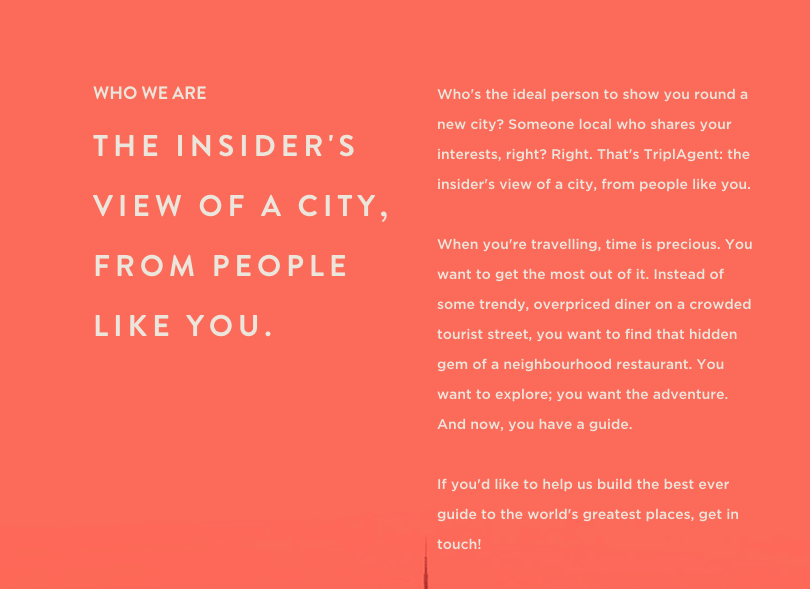 WHO WE ARE
THE INSIDER'S
VIEW OF A CITY,
FROM PEOPLE
LIKE YOU.
Who's the ideal person to show you round a
new city? Someone local who shares your
interests, right? Right. That's TriplAgent: the
insider's view of a city, from people like you.
When you're travelling, time is precious. You
want to get the most out of it. Instead of
some trendy, overpriced diner on a crowded
tourist street, you want to find that hidden
gem of a neighbourhood restaurant. You
want to explore; you want the adventure.
And now, you have a guide.
If you'd like to help us build the best ever
guide to the world's greatest places, get in
touch!